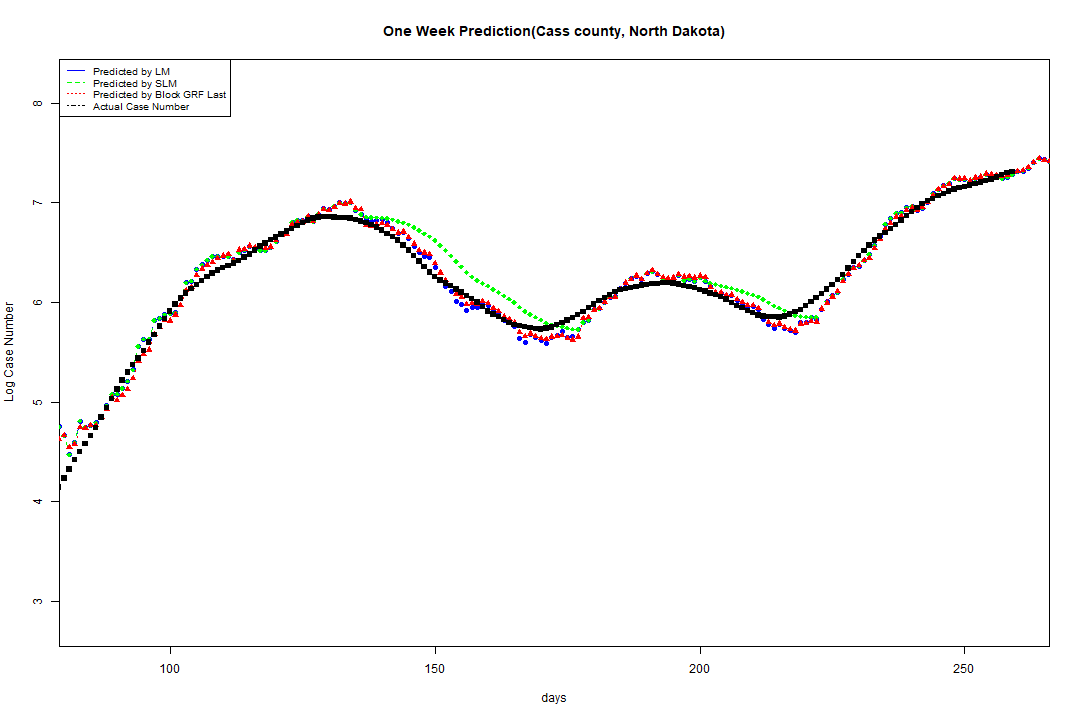 One Week Prediction(Cass county, North Dakota)
Predicted by LM
Predicted by SLM
Predicted by Block GRF Last
Actual Case Number
8
7
6
5
4
3
Log Case Number
100 150 200 250
days